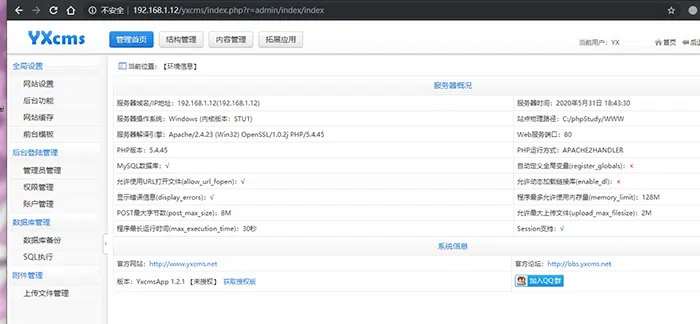 不安全 192.168.1.12/yxcms/index.php?r=admin/index/index
YXcms 管理首页 结构管理 内容管理 拓展应用 当前用户：YX 首页
全局设置
网站设置
后台功能
网站缓存
前台模板
后台登陆管理
管理员管理
权限管理
账户管理
数据库管理
数据库备份
SQL执行
附件管理
上传文件管理
当前位置：【环境信息】
服务器概况
服务器域名/IP地址：192.168.1.12(192.168.1.12) 服务器时间：2020年5月31日 18:43:30
服务器操作系统：Windows (内核版本：STU1) 站点物理路径：C:/phpStudy/WWW
服务器解译引擎：Apache/2.4.23 (Win32) OpenSSL/1.0.2j PHP/5.4.45 Web服务端口：80
PHP版本：5.4.45 PHP运行方式：APACHE2HANDLER
MySQL数据库：√ 自定义全局变量(register_globals)：×
允许使用URL打开文件(allow_url_fopen)：√ 允许动态加载链接库(enable_dl)：×
显示错误信息(display_errors)：√ 程序最多允许使用内存量(memory_limit)：128M
POST最大字节数(post_max_size)：8M 允许最大上传文件(upload_max_filesize)：2M
程序最长运行时间(max_execution_time)：30秒 Session支持：√
系统信息
官方网站：http://www.yxcms.net 官方论坛：http://bbs.yxcms.net
版本：YxcmsApp 1.2.1 【未授权】 获取授权版 加入QQ群